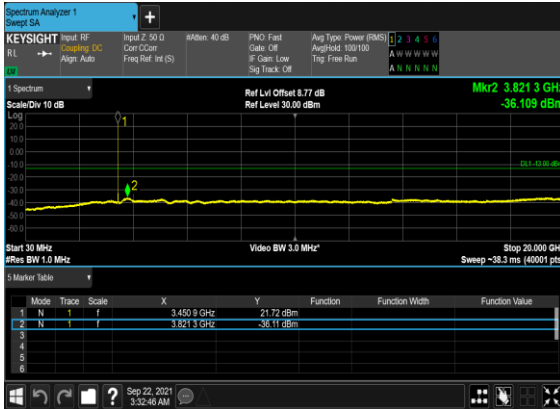 Spectrum Analyzer 1
Swept SA
+
KEYSIGHT Input: RF Input Z: 50 Ω #Atten: 40 dB PNO: Fast Avg Type: Power (RMS) 1 2 3 4 5 6
RL Coupling: DC Corr CCorr Gate: Off Avg|Hold: 100/100 A W W W W W
Align: Auto Freq Ref: Int (S) IF Gain: Low Trig: Free Run
Sig Track: Off A N N N N N
LXI
1 Spectrum Ref Lvl Offset 8.77 dB Mkr2 3.821 3 GHz
Scale/Div 10 dB Ref Level 30.00 dBm -36.109 dBm
Log
20.0
10.0
0.00
-10.0 DL1 -13.00 dBm
-20.0
-30.0
-40.0
-50.0
-60.0
1
2
Start 30 MHz Video BW 3.0 MHz* Stop 20.000 GHz
#Res BW 1.0 MHz Sweep ~38.3 ms (40001 pts)
5 Marker Table
Mode Trace Scale X Y Function Function Width Function Value
1 N 1 f 3.450 9 GHz 21.72 dBm
2 N 1 f 3.821 3 GHz -36.11 dBm
3
4
5
6
? Sep 22, 2021
3:32:46 AM